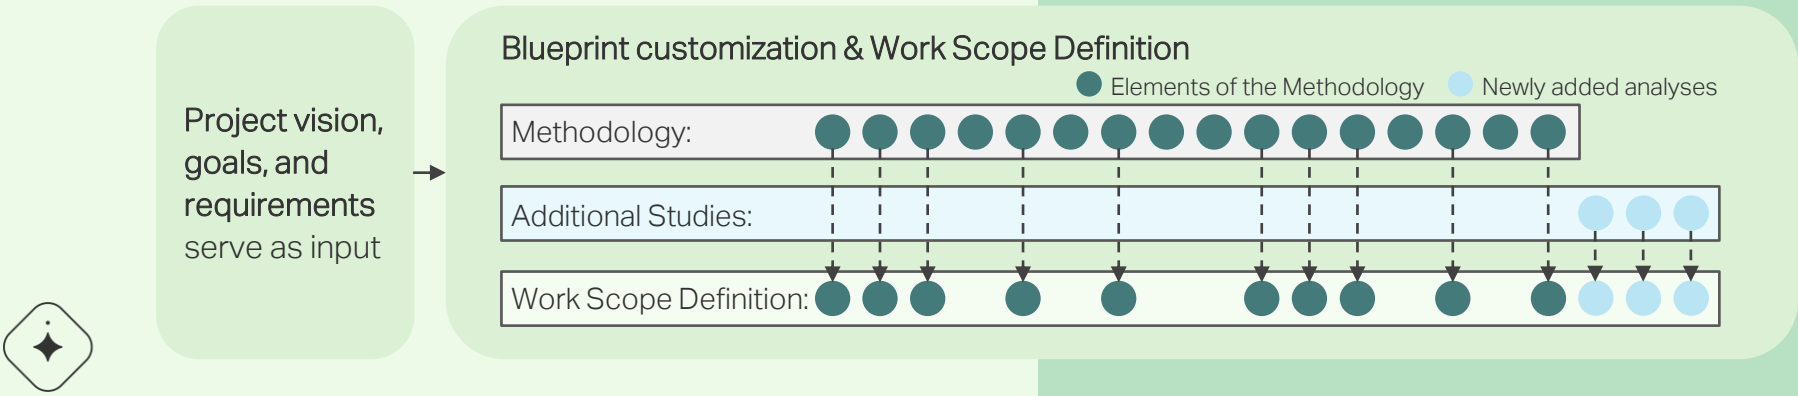 Project vision,
goals, and
requirements
serve as input
Blueprint customization & Work Scope Definition
Elements of the Methodology
Newly added analyses
Methodology:
Additional Studies:
Work Scope Definition: